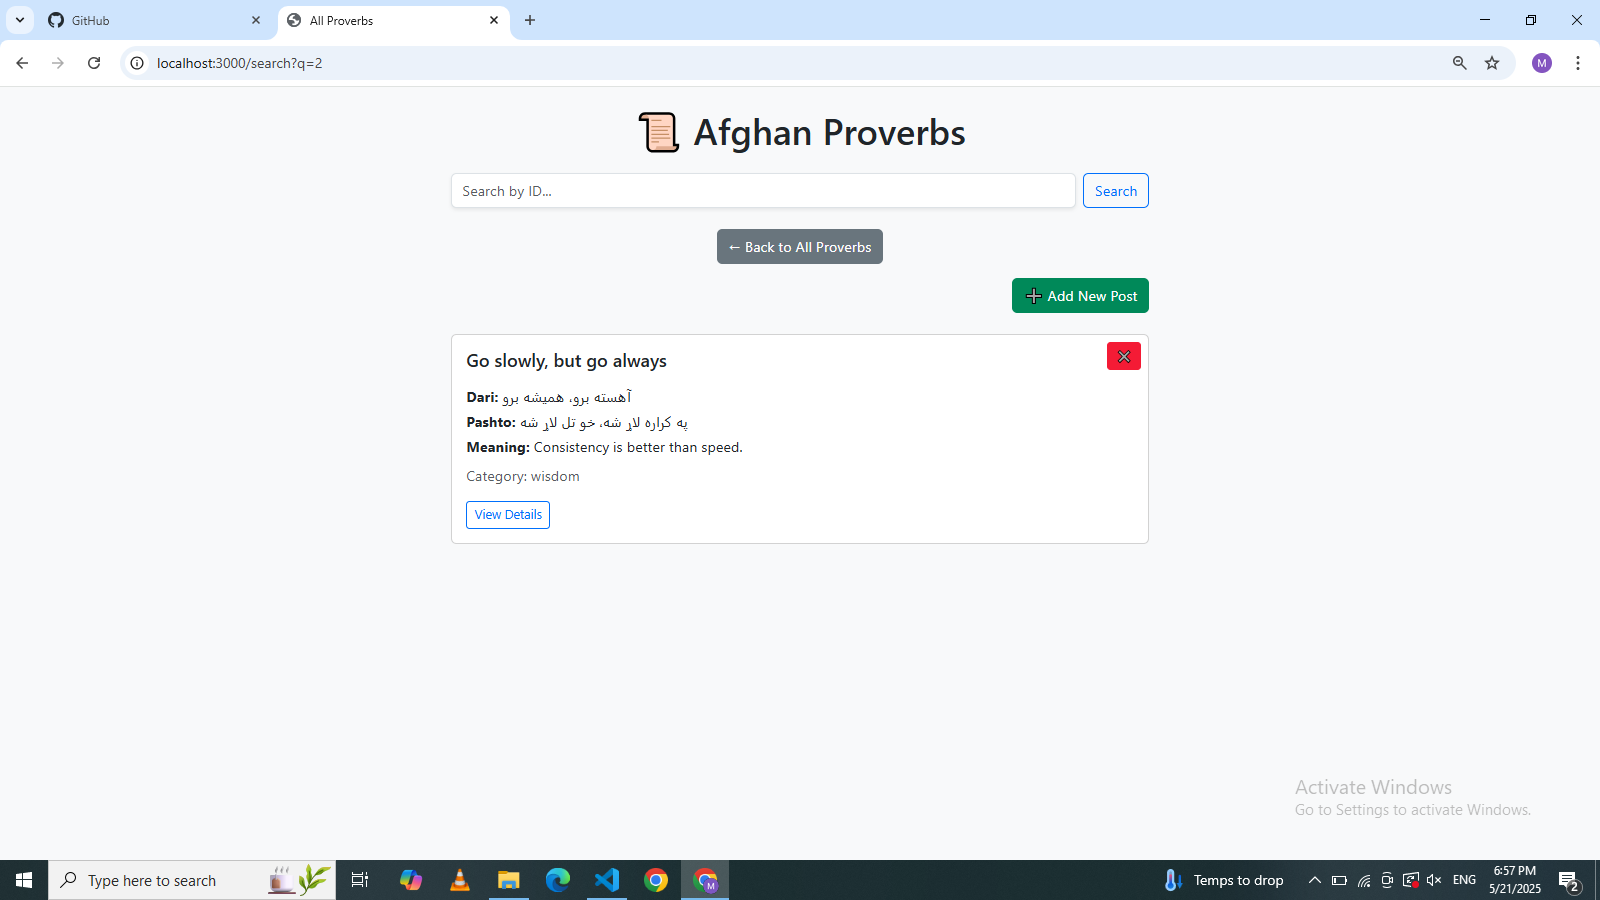 GitHub
All Proverbs
localhost:3000/search?q=2
M
📜 Afghan Proverbs
Search by ID...
Search
← Back to All Proverbs
➕ Add New Post
Go slowly, but go always
Dari: آهسته برو، همیشه برو
Pashto: په کراره لاړ شه، خو تل لاړ شه
Meaning: Consistency is better than speed.
Category: wisdom
View Details
Activate Windows
Go to Settings to activate Windows.
Type here to search
M
Temps to drop
ENG
6:57 PM
5/21/2025
2